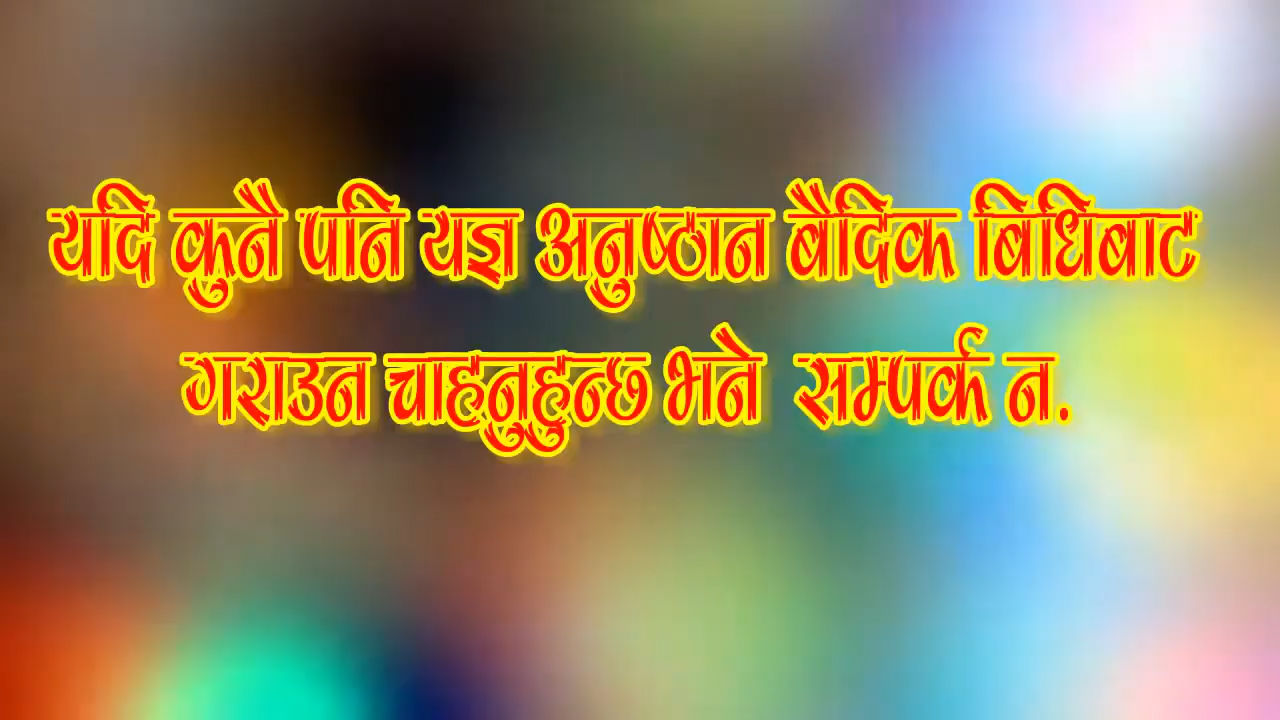 यदि कुनै पनि यज्ञ अनुष्ठान बैदिक बिधिबाट
गराउन चाहनुहुन्छ भने सम्पर्क न.